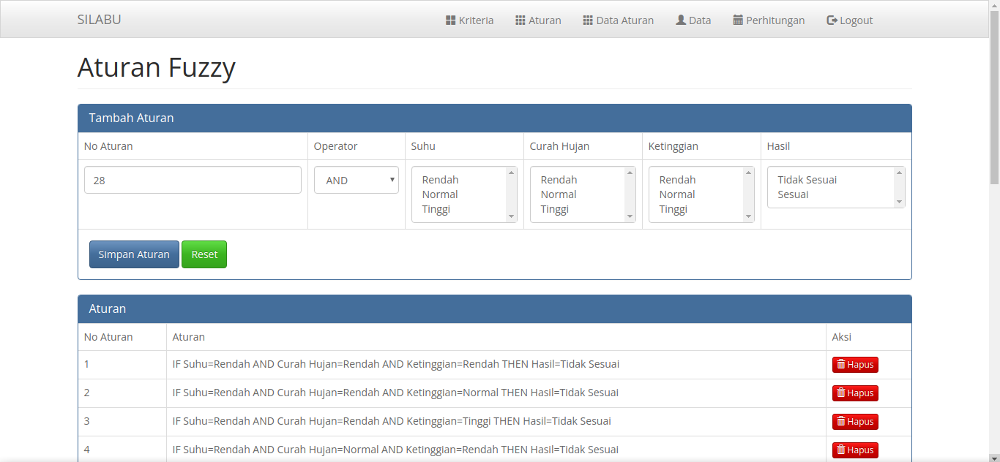 SILABU Kriteria Aturan Data Aturan Data Perhitungan Logout
Aturan Fuzzy
Tambah Aturan
No Aturan Operator Suhu Curah Hujan Ketinggian Hasil
28 AND Rendah Rendah Rendah Tidak Sesuai
Normal Normal Normal Sesuai
Tinggi Tinggi Tinggi
Simpan Aturan Reset
Aturan
No Aturan Aturan Aksi
1 IF Suhu=Rendah AND Curah Hujan=Rendah AND Ketinggian=Rendah THEN Hasil=Tidak Sesuai Hapus
2 IF Suhu=Rendah AND Curah Hujan=Rendah AND Ketinggian=Normal THEN Hasil=Tidak Sesuai Hapus
3 IF Suhu=Rendah AND Curah Hujan=Rendah AND Ketinggian=Tinggi THEN Hasil=Tidak Sesuai Hapus
4 IF Suhu=Rendah AND Curah Hujan=Normal AND Ketinggian=Rendah THEN Hasil=Tidak Sesuai Hapus